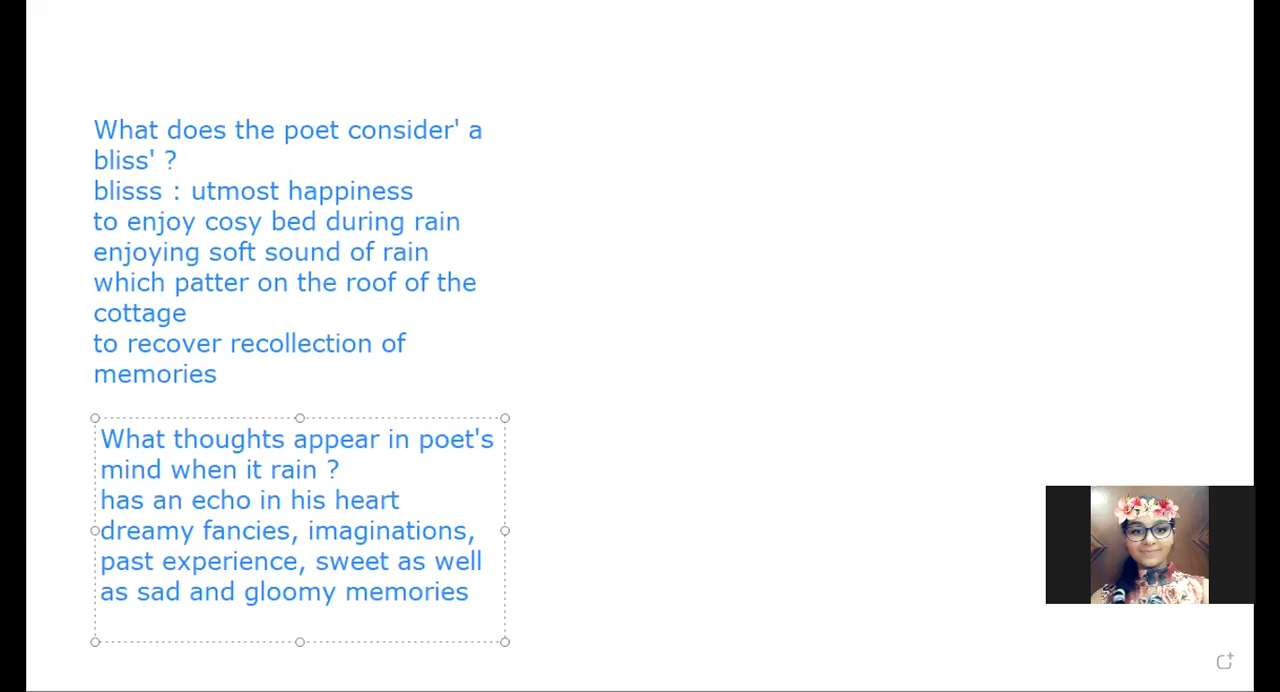 What does the poet consider' a
bliss' ?
blisss : utmost happiness
to enjoy cosy bed during rain
enjoying soft sound of rain
which patter on the roof of the
cottage
to recover recollection of
memories
What thoughts appear in poet's
mind when it rain ?
has an echo in his heart
dreamy fancies, imaginations,
past experience, sweet as well
as sad and gloomy memories